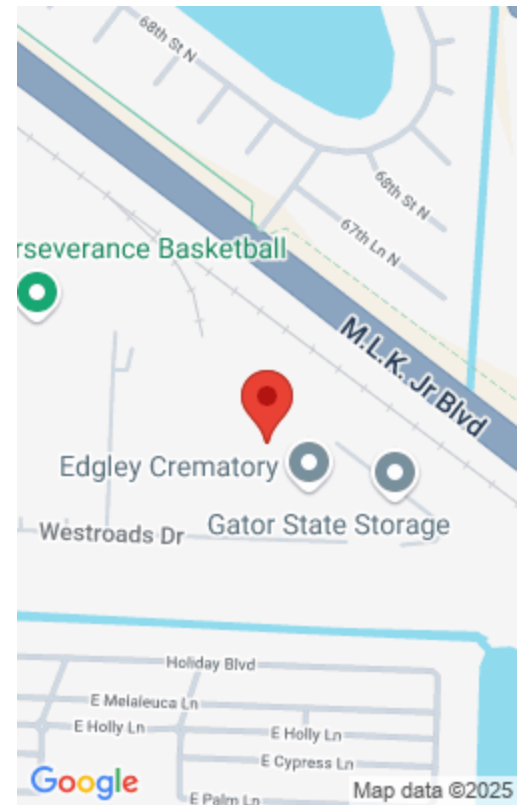 68th St N
68th St N
67th Ln N
rseverance Basketball
M.L.K. Jr Blvd
Edgley Crematory
Gator State Storage
Westroads Dr
Holiday Blvd
E Melaleuca Ln
E Holly Ln
E Holly Ln
E Cypress Ln
E Palm Ln
Google
Map data ©2025